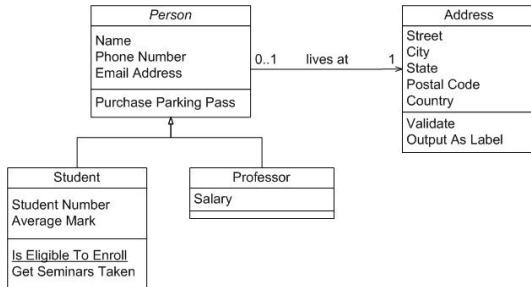 Person
Name
Phone Number
Email Address
Purchase Parking Pass
0..1 lives at 1
Address
Street
City
State
Postal Code
Country
Validate
Output As Label
Student
Student Number
Average Mark
Is Eligible To Enroll
Get Seminars Taken
Professor
Salary